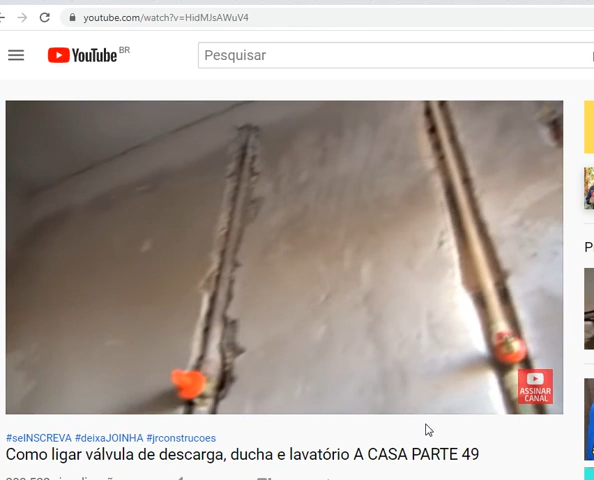 youtube.com/watch?v=HidMJsAWuV4
YouTube BR
Pesquisar
ASSINAR
CANAL
#seINSCREVA #deixaJOINHA #jrconstrucoes
Como ligar válvula de descarga, ducha e lavatório A CASA PARTE 49